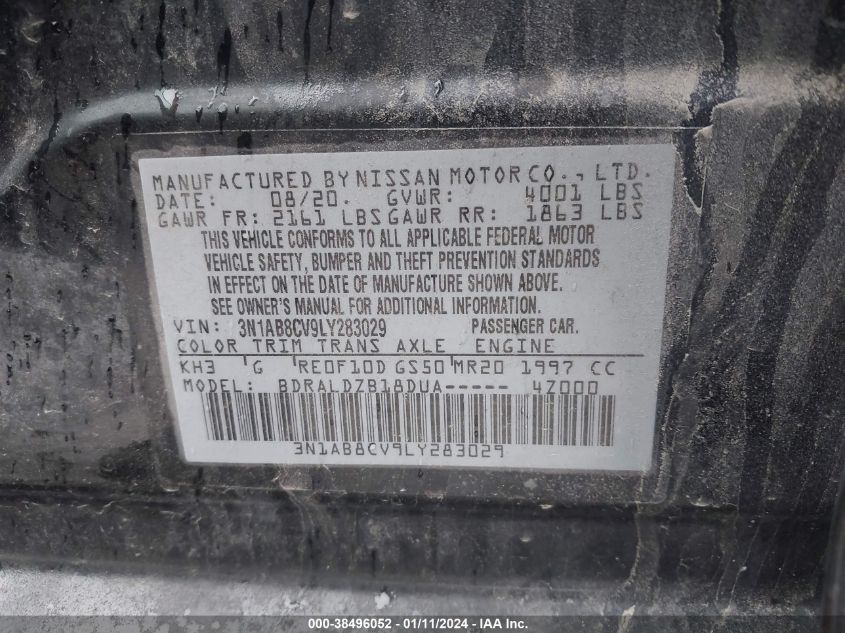 MANUFACTURED BY NISSAN MOTOR CO., LTD.
DATE: 08/20. GVWR: 4001 LBS
GAWR FR: 2161 LBS GAWR RR: 1863 LBS
THIS VEHICLE CONFORMS TO ALL APPLICABLE FEDERAL MOTOR
VEHICLE SAFETY, BUMPER AND THEFT PREVENTION STANDARDS
IN EFFECT ON THE DATE OF MANUFACTURE SHOWN ABOVE.
SEE OWNER'S MANUAL FOR ADDITIONAL INFORMATION.
VIN: 3N1AB8CV9LY283029 PASSENGER CAR.
COLOR TRIM TRANS AXLE ENGINE
KH3 G RE0F10D GS50 MR20 1997 CC
MODEL: BDRALDZB18DUA----- 4Z000
3N1AB8CV9LY283029
000-38496052 - 01/11/2024 - IAA Inc.